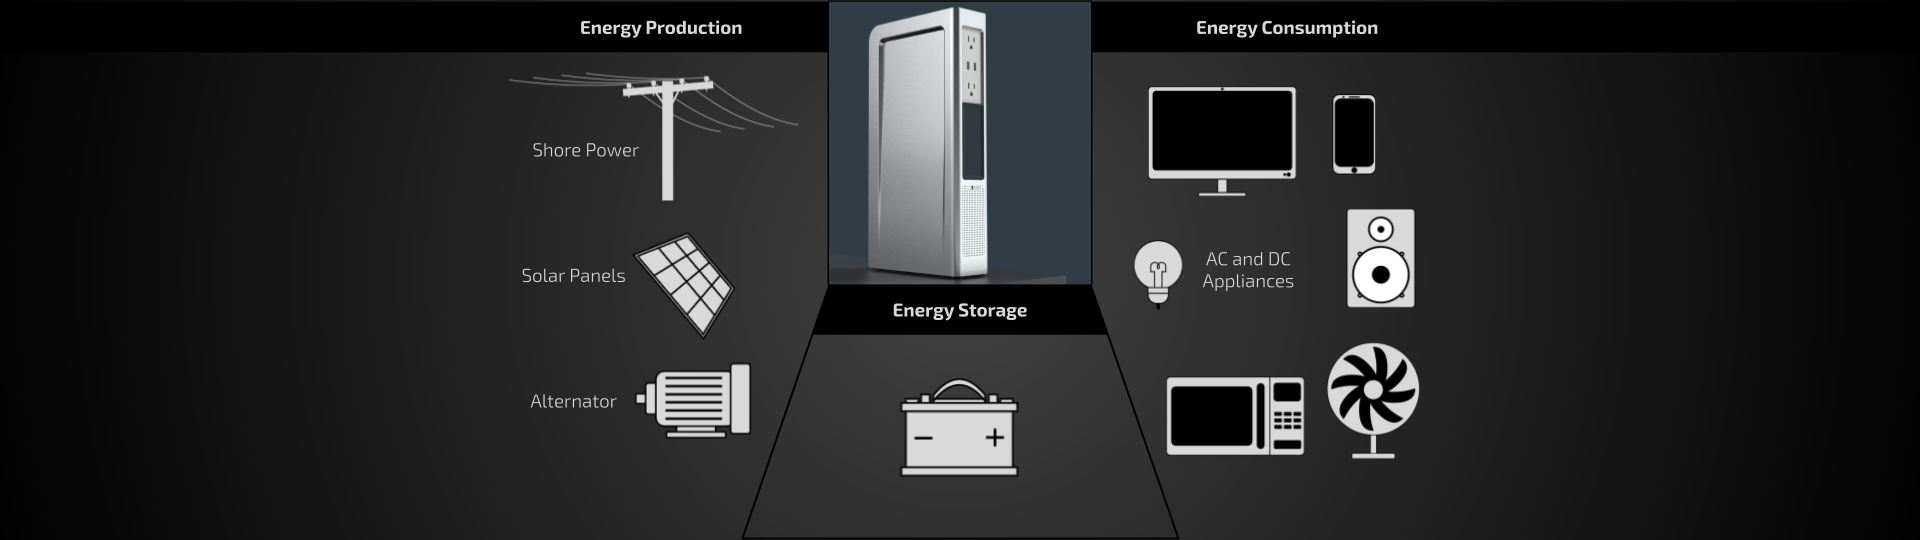 Energy Production
Energy Consumption
Shore Power
Solar Panels
Alternator
Energy Storage
AC and DC
Appliances